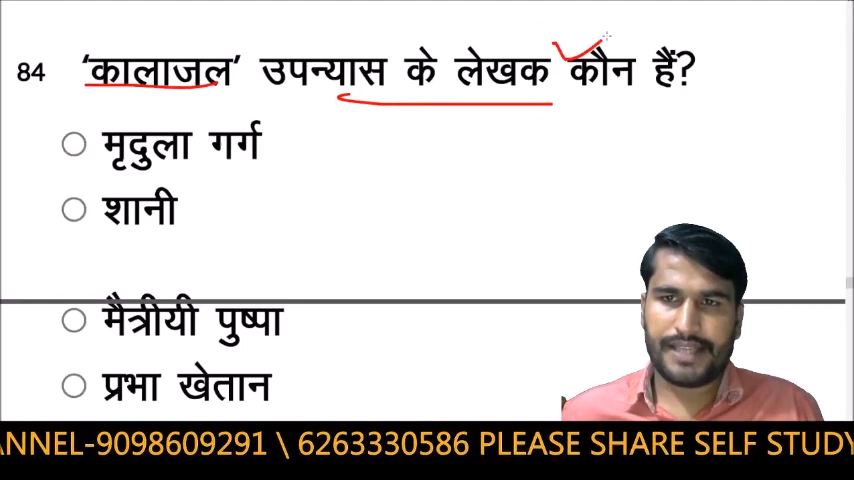 84 'कालाजल' उपन्यास के लेखक कौन हैं?
मृदुला गर्ग
शानी
मैत्रीयी पुष्पा
प्रभा खेतान
ANNEL-9098609291 \ 6263330586 PLEASE SHARE SELF STUDY